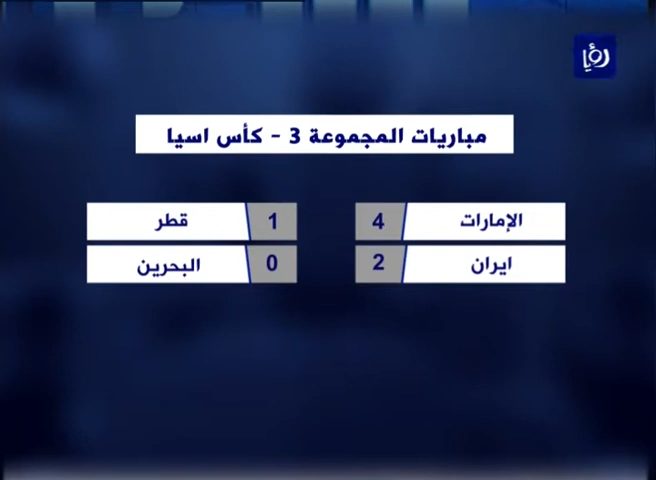 رؤيا
مباريات المجموعة 3 - كأس اسيا
الإمارات 4 1 قطر
ايران 2 0 البحرين